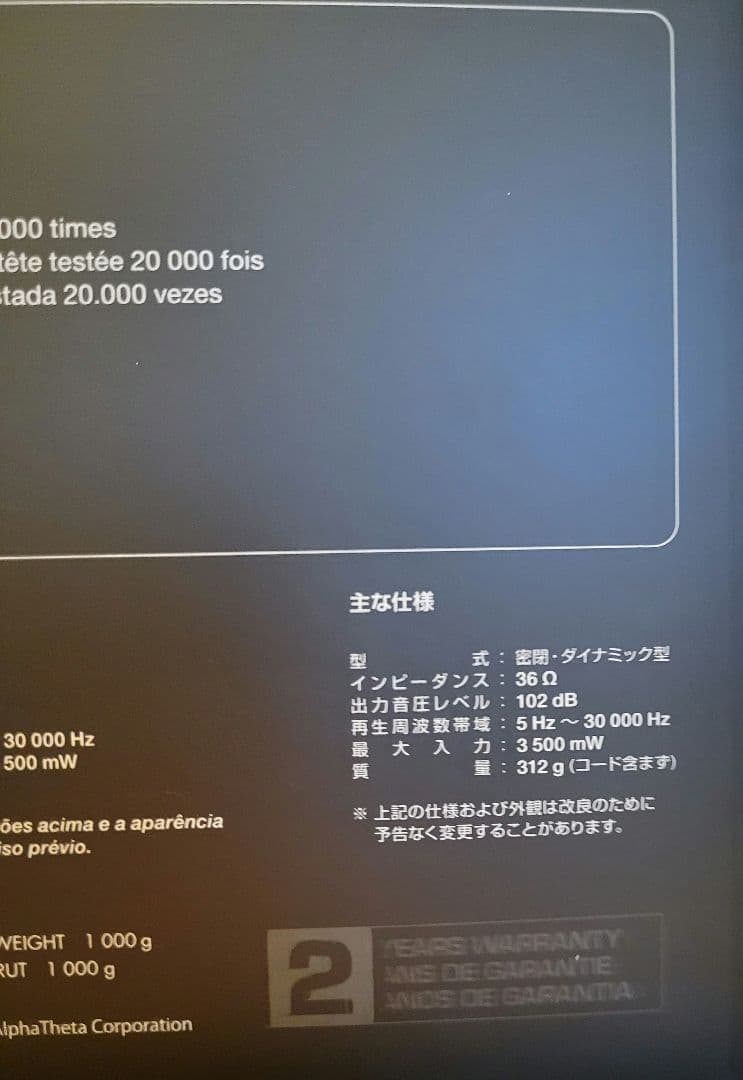 000 times
tête testée 20 000 fois
stada 20.000 vezes
主な仕様
型式：密閉・ダイナミック型
インピーダンス：36 Ω
出力音圧レベル：102 dB
再生周波数帯域：5 Hz～30 000 Hz
最大入力：3 500 mW
質量：312 g (コード含まず)
※ 上記の仕様および外観は改良のために
予告なく変更することがあります。
30 000 Hz
500 mW
ões acima e a aparência
iso prévio.
WEIGHT 1 000 g
RUT 1 000 g
AlphaTheta Corporation
2
YEARS WARRANTY
ANS DE GARANTIE
ANOS DE GARANTIA